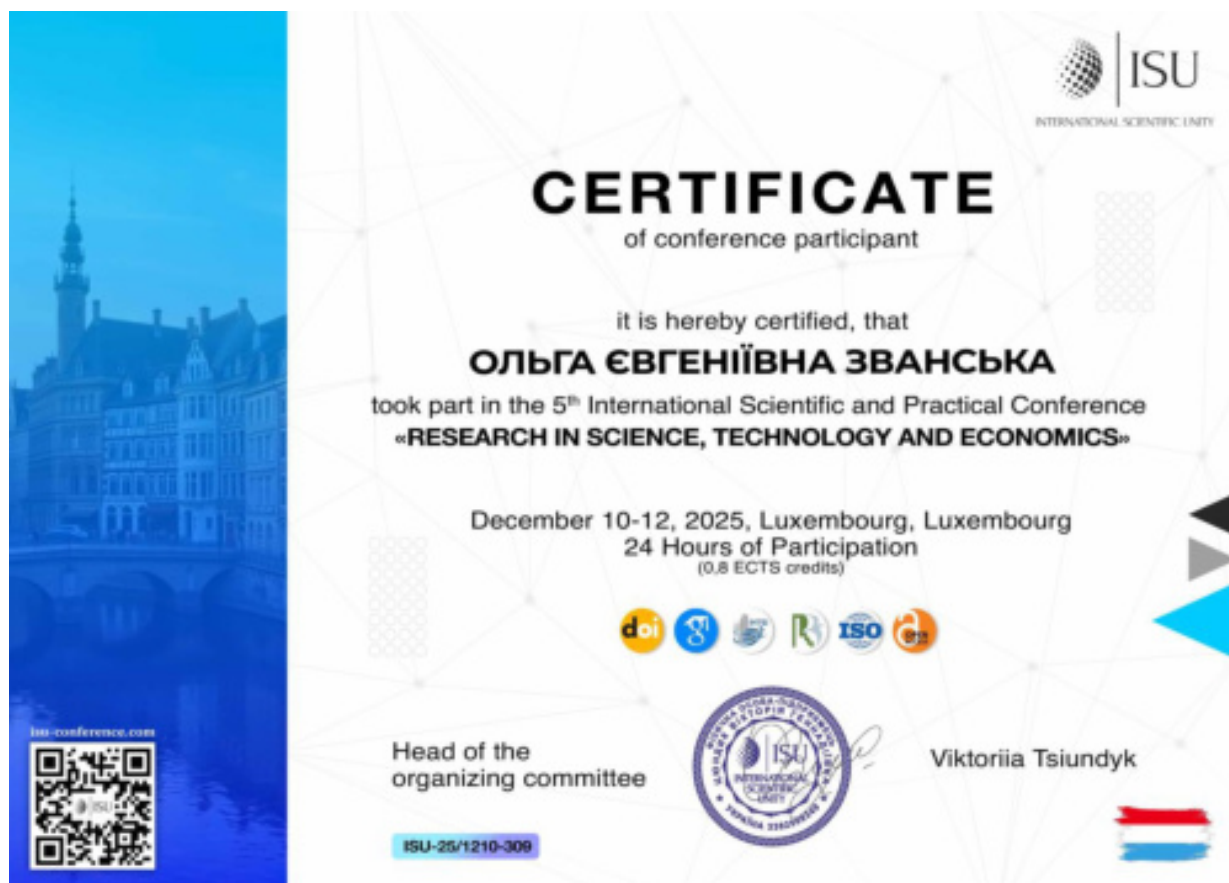 ISU
INTERNATIONAL SCIENTIFIC UNITY
CERTIFICATE
of conference participant
it is hereby certified, that
ОЛЬГА ЄВГЕНІЇВНА ЗВАНСЬКА
took part in the 5th International Scientific and Practical Conference
«RESEARCH IN SCIENCE, TECHNOLOGY AND ECONOMICS»
December 10-12, 2025, Luxembourg, Luxembourg
24 Hours of Participation
(0,8 ECTS credits)
doi
ISO
isu-conference.com
ISU
Head of the
organizing committee
ISU
INTERNATIONAL
SCIENTIFIC
UNITY
УКРАЇНА
Viktoriia Tsiundyk
ISU-25/1210-309